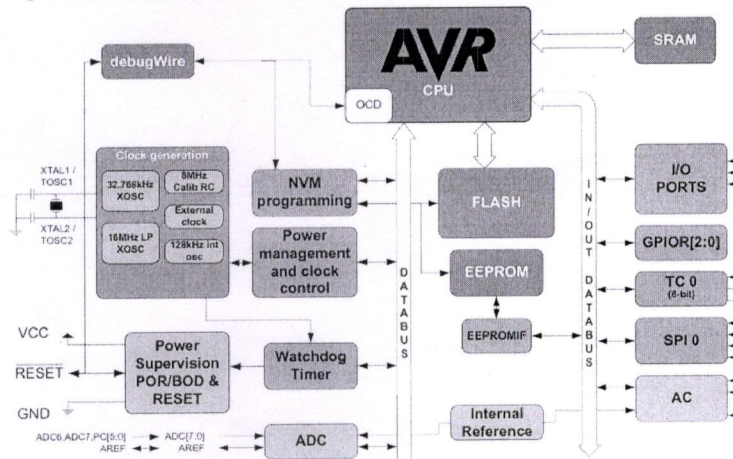 AVR
CPU
OCD
SRAM
debugWire
Clock generation
32.768kHz
XOSC
8MHz
Calib RC
External
clock
16MHz LP
XOSC
128kHz int
osc
XTAL1 /
TOSC1
XTAL2 /
TOSC2
NVM
programming
FLASH
Power
management
and clock
control
EEPROM
EEPROMIF
DATABUS
IN/OUT DATABUS
I/O
PORTS
GPIOR[2:0]
TC 0
(8-bit)
SPI 0
AC
VCC
RESET
GND
Power
Supervision
POR/BOD &
RESET
Watchdog
Timer
Internal
Reference
ADC6,ADC7,PC[5:0]
AREF
ADC[7:0]
AREF
ADC